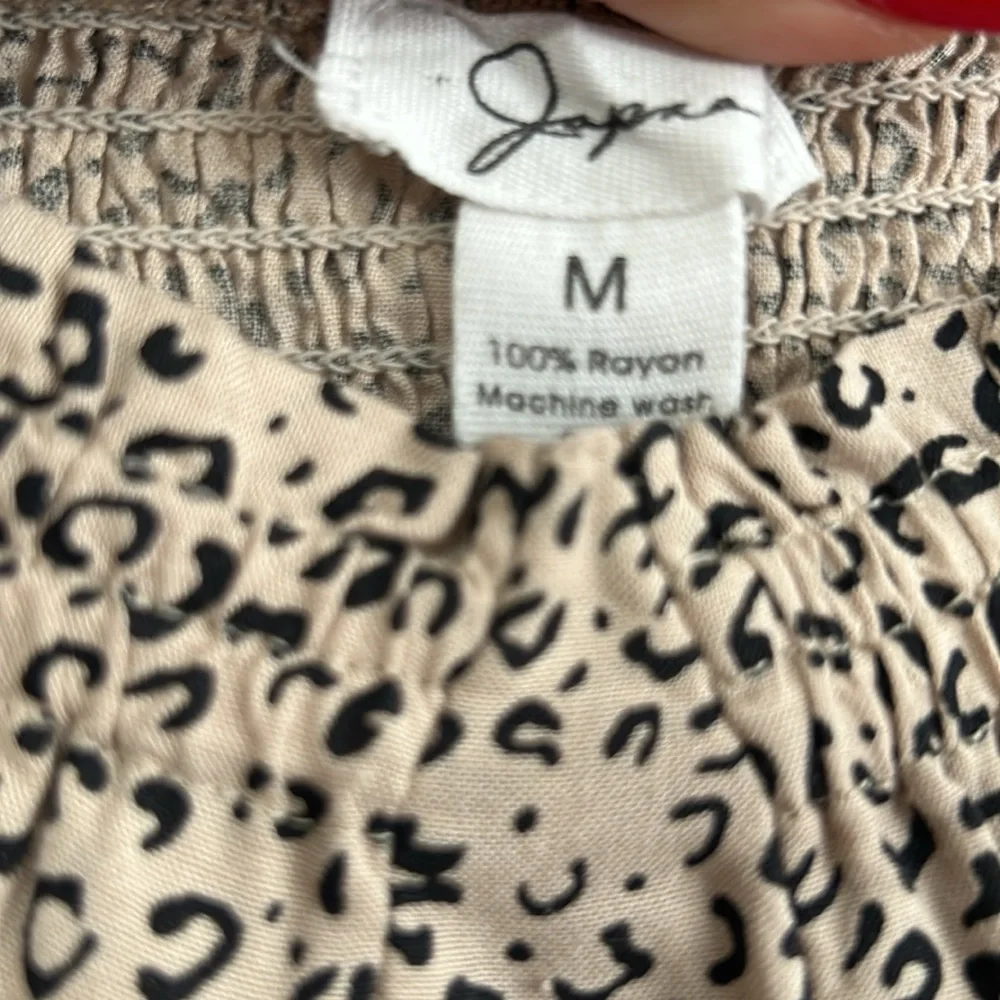 Japna
M
100% Rayon
Machine wash